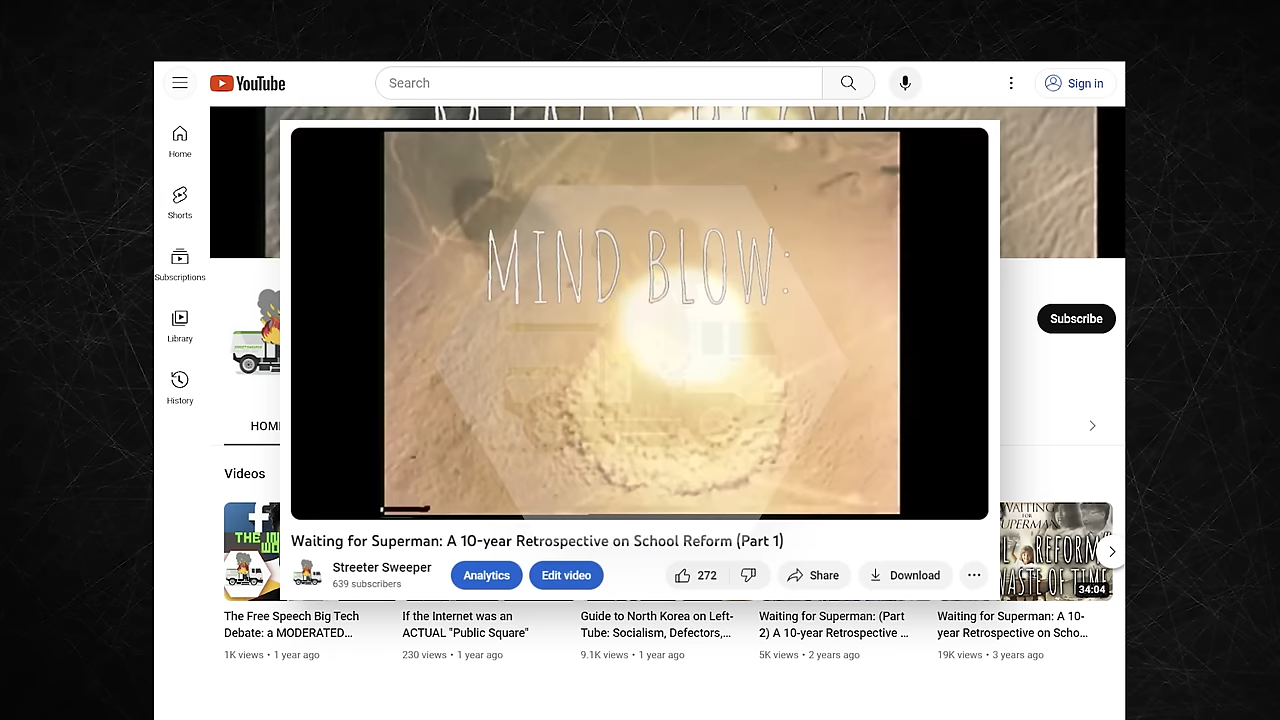 YouTube
Search
Sign in
Home
Shorts
Subscriptions
Library
History
MIND BLOW:
Subscribe
HOM
Videos
Waiting for Superman: A 10-year Retrospective on School Reform (Part 1)
Streeter Sweeper
639 subscribers
Analytics
Edit video
272
Share
Download
WAITING
FOR
SUPERMAN
REFORM
WASTE OF TIME
34:04
The Free Speech Big Tech
Debate: a MODERATED...
1K views • 1 year ago
If the Internet was an
ACTUAL "Public Square"
230 views • 1 year ago
Guide to North Korea on Left-
Tube: Socialism, Defectors,...
9.1K views • 1 year ago
Waiting for Superman: (Part
2) A 10-year Retrospective ...
5K views • 2 years ago
Waiting for Superman: A 10-
year Retrospective on Scho...
19K views • 3 years ago